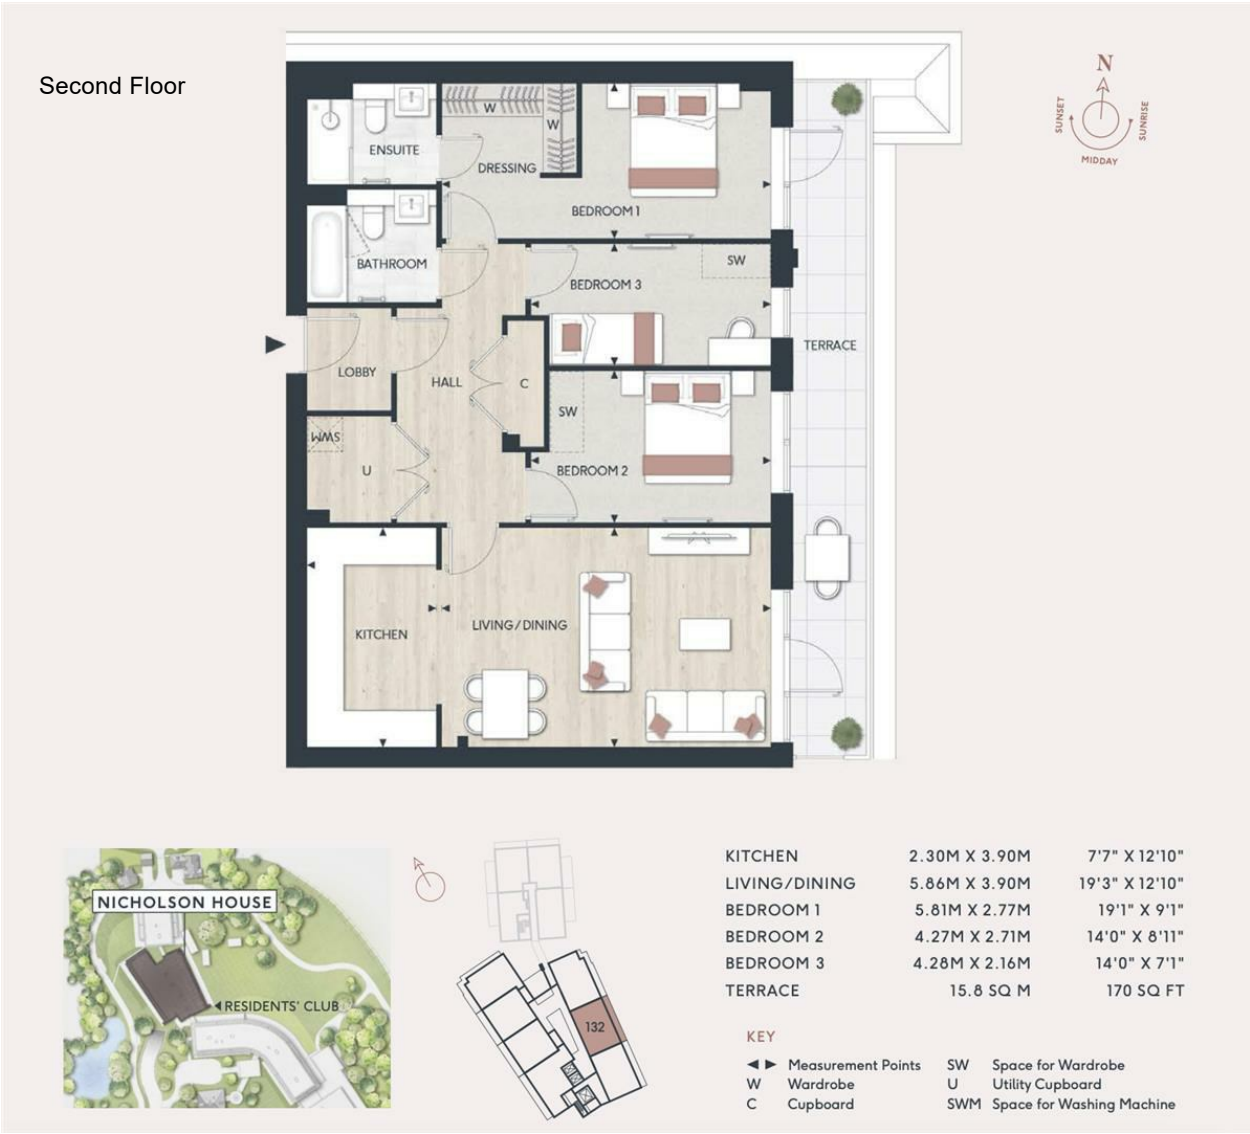 Second Floor
N
SUNSET
SUNRISE
MIDDAY
W
W
ENSUITE
DRESSING
BEDROOM 1
BATHROOM
SW
BEDROOM 3
TERRACE
LOBBY
HALL
C
SW
SWM
U
BEDROOM 2
LIVING/DINING
KITCHEN
NICHOLSON HOUSE
RESIDENTS' CLUB
132
KITCHEN 2.30M X 3.90M 7'7" X 12'10"
LIVING/DINING 5.86M X 3.90M 19'3" X 12'10"
BEDROOM 1 5.81M X 2.77M 19'1" X 9'1"
BEDROOM 2 4.27M X 2.71M 14'0" X 8'11"
BEDROOM 3 4.28M X 2.16M 14'0" X 7'1"
TERRACE 15.8 SQ M 170 SQ FT
KEY
◄ ► Measurement Points SW Space for Wardrobe
W Wardrobe U Utility Cupboard
C Cupboard SWM Space for Washing Machine